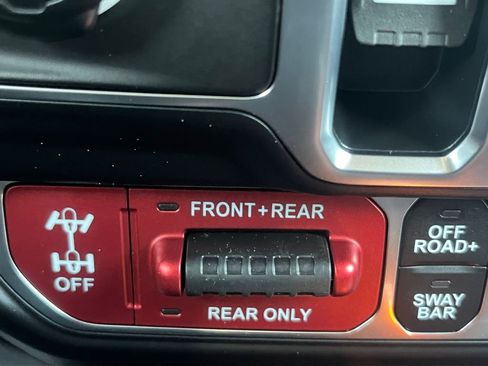 OFF
FRONT+REAR
REAR ONLY
OFF
ROAD+
SWAY
BAR